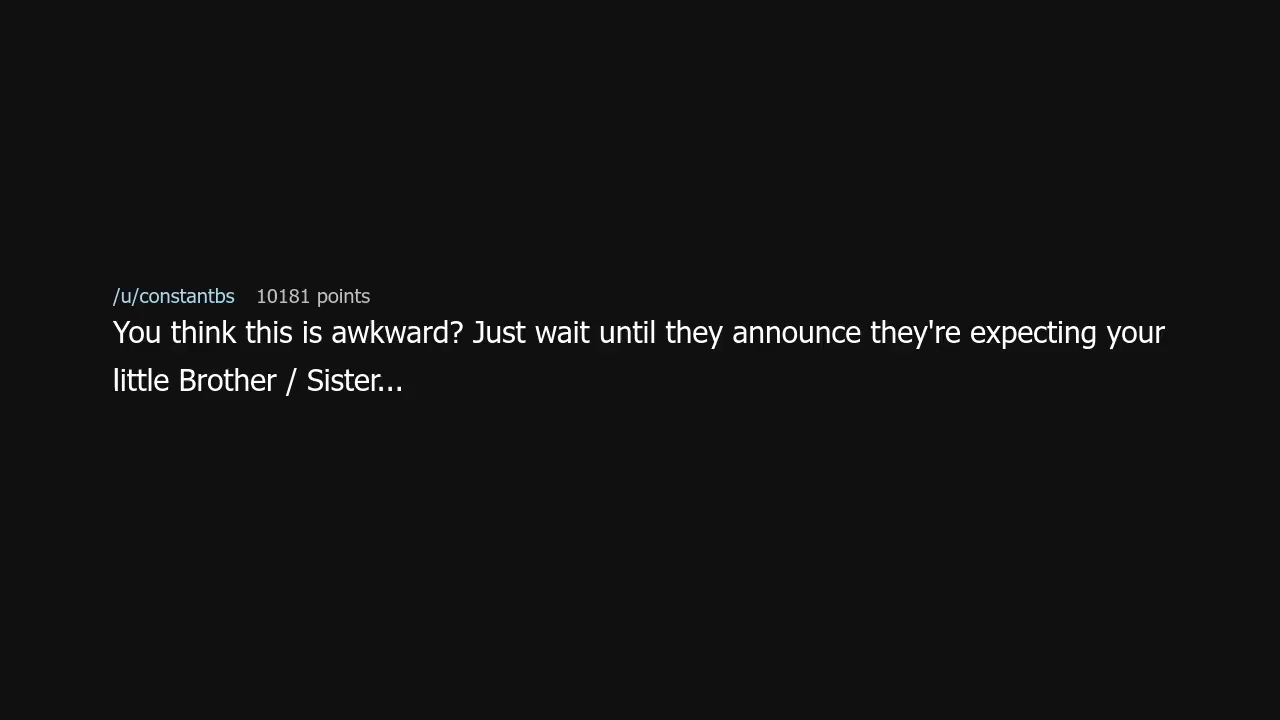 /u/constantbs 10181 points
You think this is awkward? Just wait until they announce they're expecting your
little Brother / Sister...